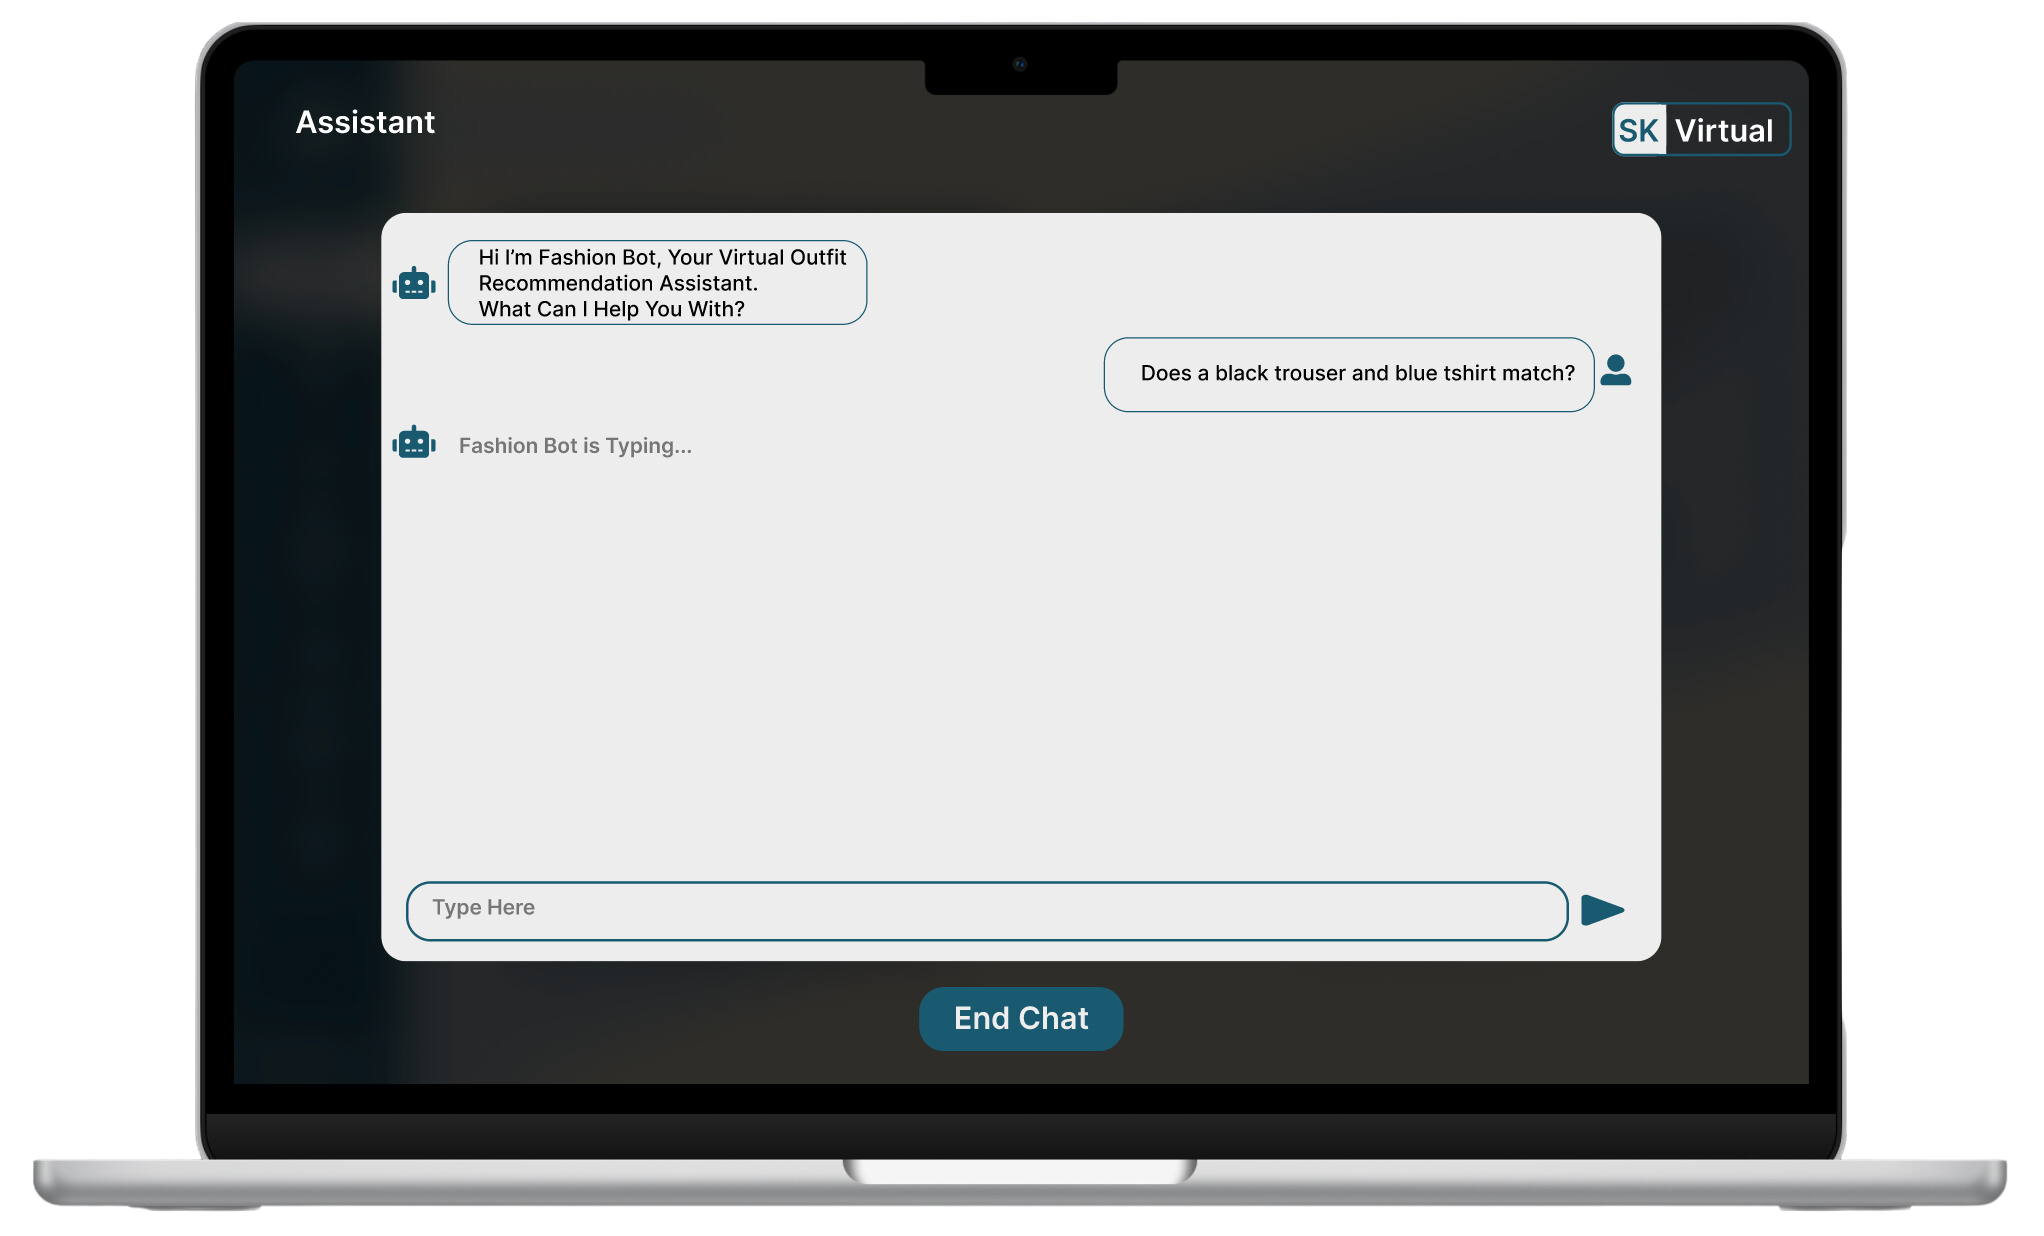 Assistant
SK Virtual
Hi I’m Fashion Bot, Your Virtual Outfit
Recommendation Assistant.
What Can I Help You With?
Does a black trouser and blue tshirt match?
Fashion Bot is Typing...
Type Here
End Chat